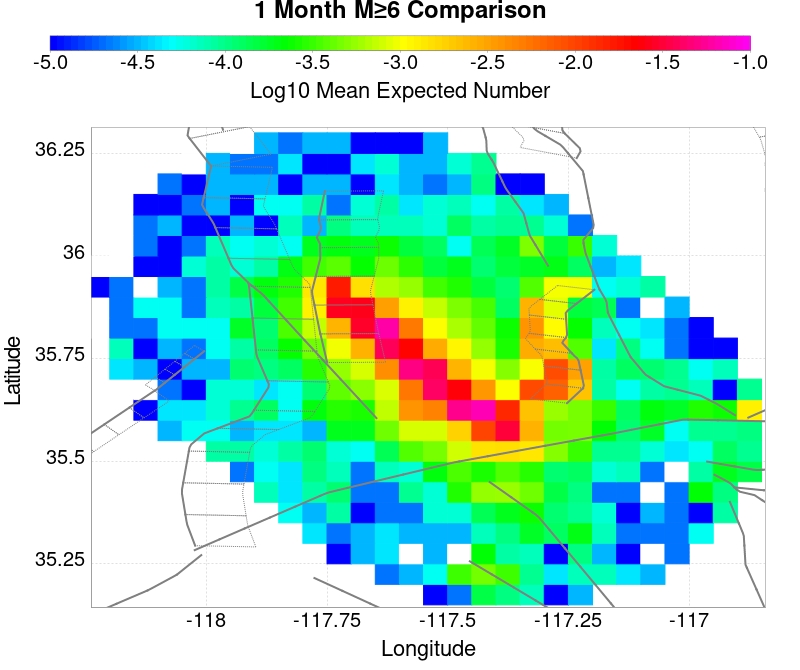 1 Month M≥6 Comparison
-5.0 -4.5 -4.0 -3.5 -3.0 -2.5 -2.0 -1.5 -1.0
Log10 Mean Expected Number
36.25
36
35.75
35.5
35.25
Latitude
-118 -117.75 -117.5 -117.25 -117
Longitude